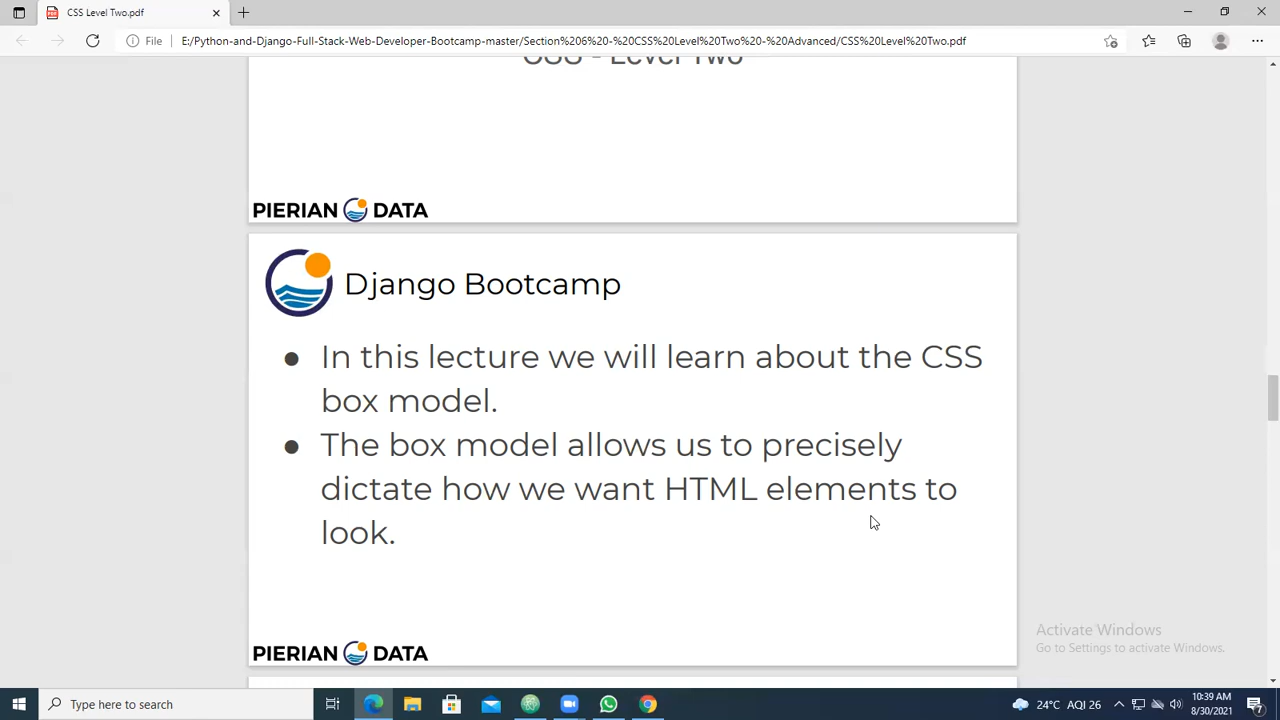 CSS Level Two.pdf
File
E:/Python-and-Django-Full-Stack-Web-Developer-Bootcamp-master/Section%206%20-%20CSS%20Level%20Two%20-%20Advanced/CSS%20Level%20Two.pdf
CSS - Level Two
PIERIAN DATA
Django Bootcamp
● In this lecture we will learn about the CSS
box model.
● The box model allows us to precisely
dictate how we want HTML elements to
look.
PIERIAN DATA
Activate Windows
Go to Settings to activate Windows.
Type here to search
24°C AQI 26
10:39 AM
8/30/2021
7